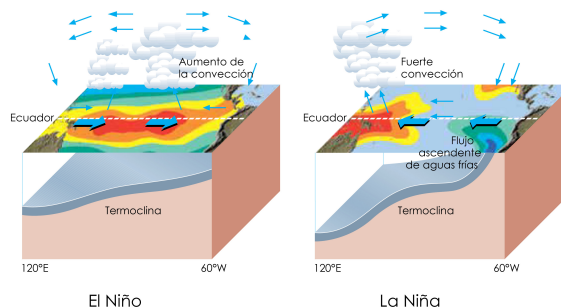 Aumento de
la convección
Ecuador
Termoclina
120°E
60°W
El Niño
Fuerte
convección
Ecuador
Flujo
ascendente
de aguas frías
Termoclina
120°E
60°W
La Niña